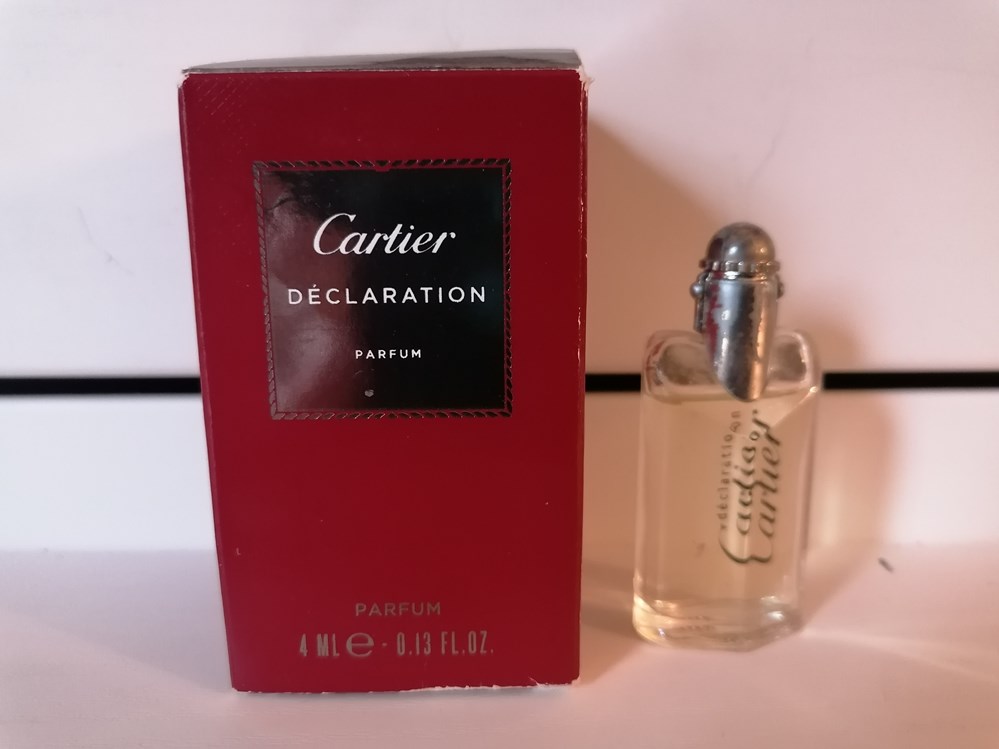 Cartier
DÉCLARATION
PARFUM
PARFUM
4 ML e - 0.13 FL.OZ.
déclaration
Cartier